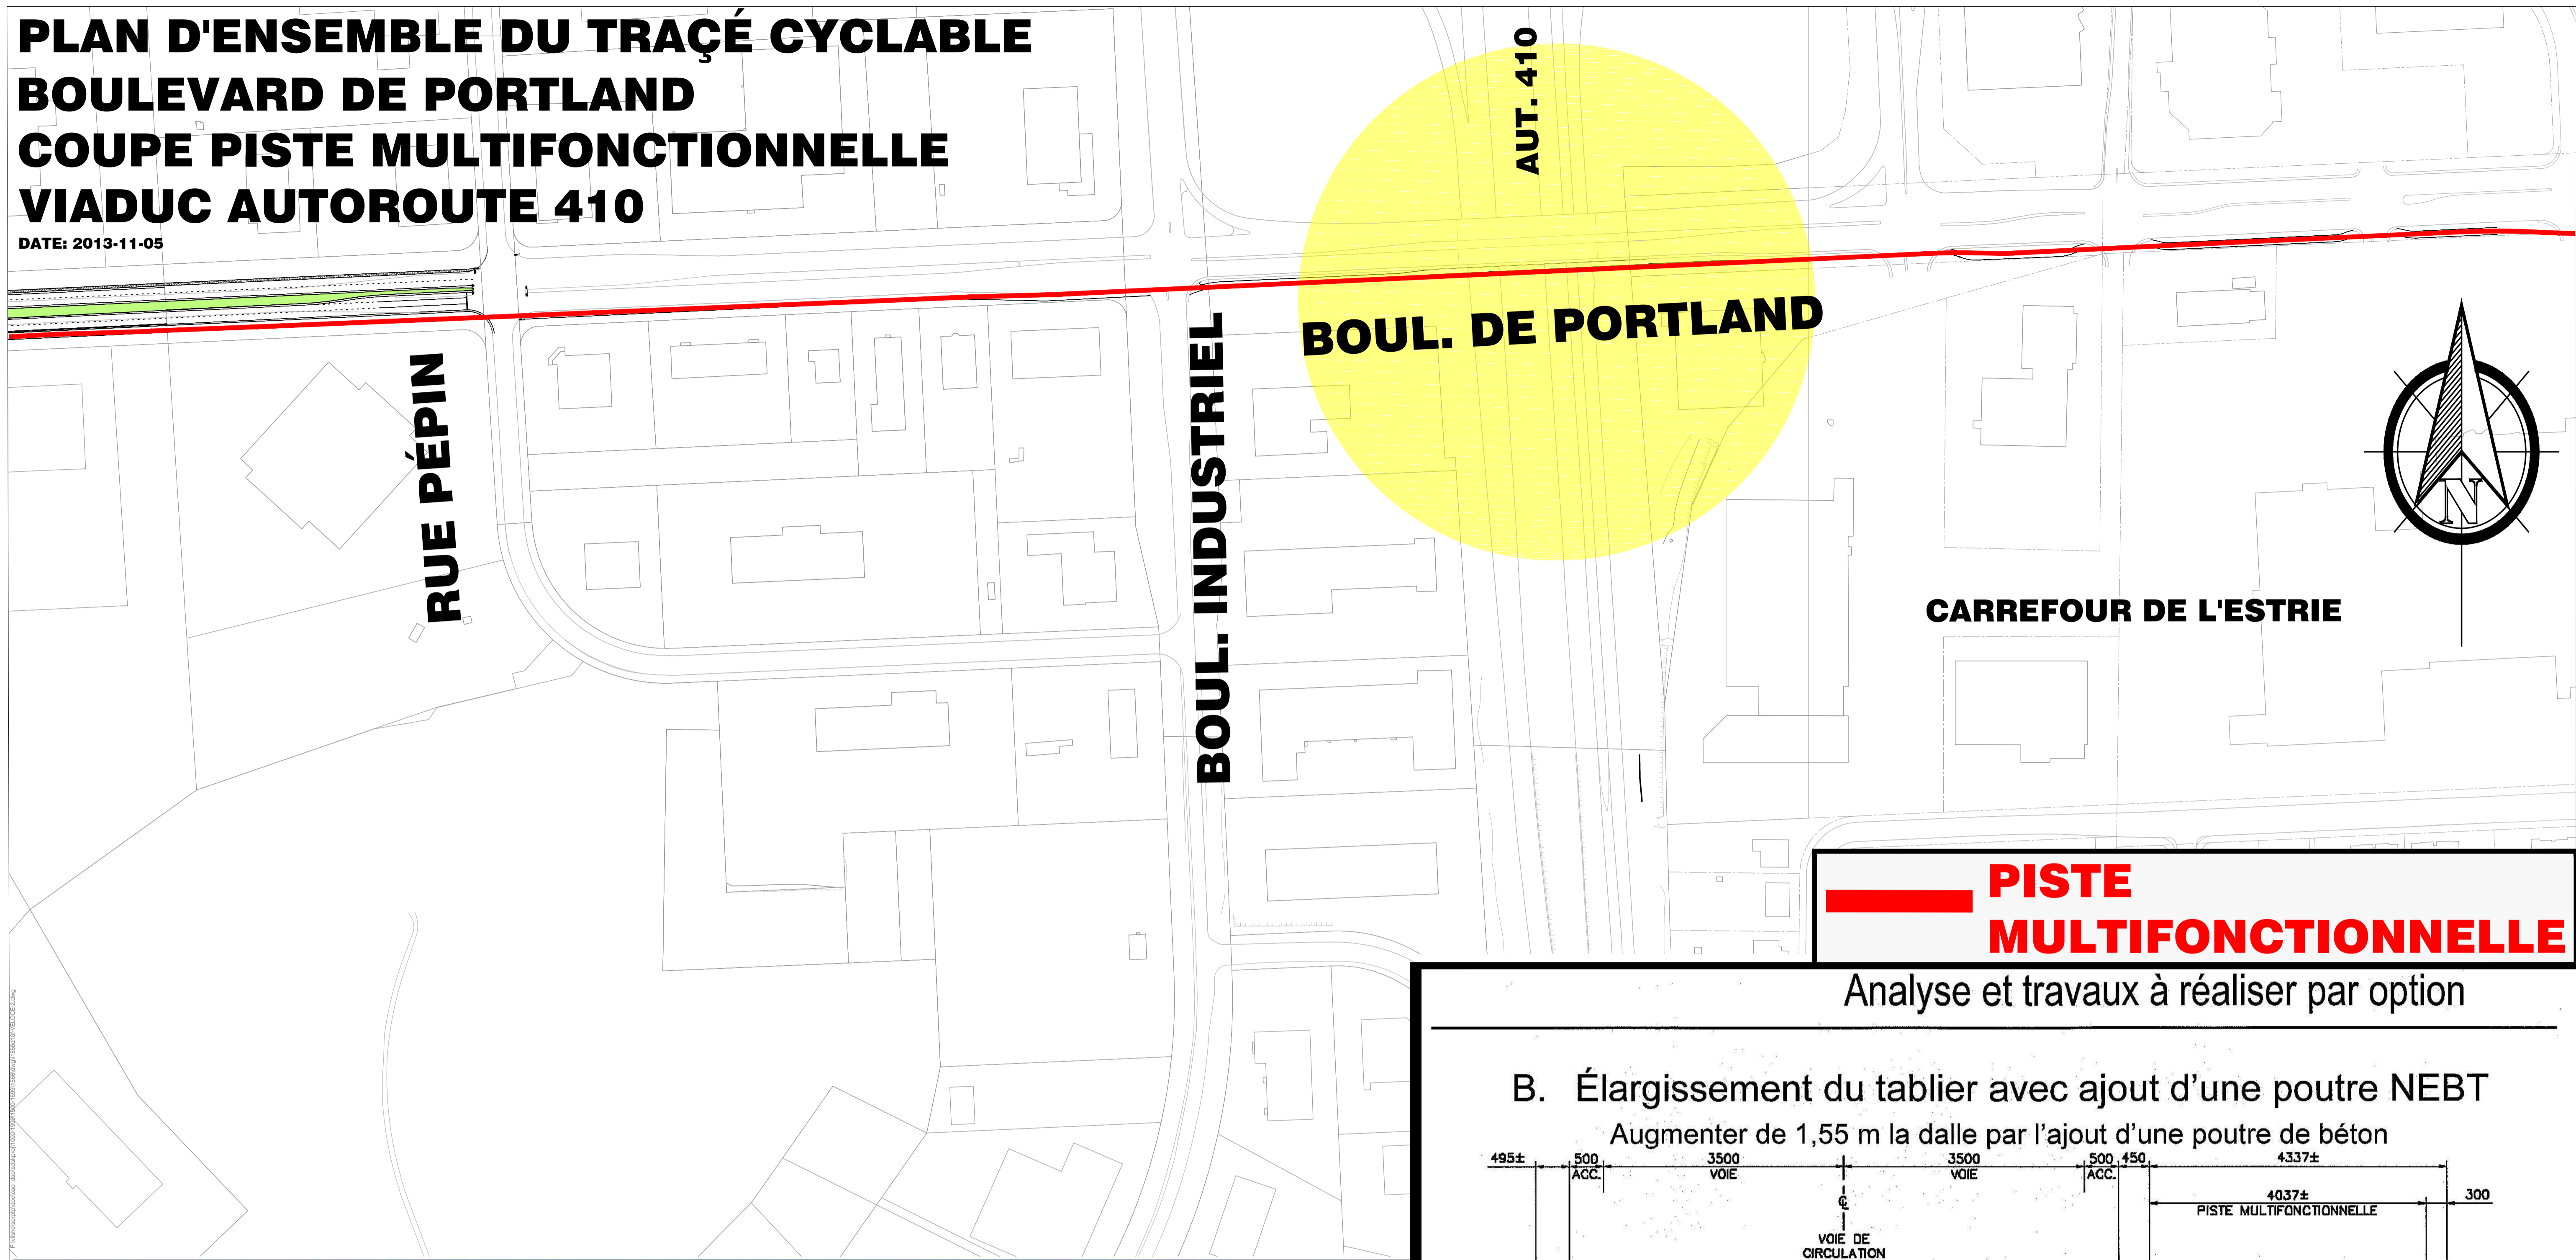 PLAN D'ENSEMBLE DU TRAÇÉ CYCLABLE
BOULEVARD DE PORTLAND
COUPE PISTE MULTIFONCTIONNELLE
VIADUC AUTOROUTE 410
DATE: 2013-11-05
AUT. 410
BOUL. DE PORTLAND
RUE PÉPIN
BOUL. INDUSTRIEL
N
CARREFOUR DE L'ESTRIE
PISTE
MULTIFONCTIONNELLE
Analyse et travaux à réaliser par option
B. Élargissement du tablier avec ajout d'une poutre NEBT
Augmenter de 1,55 m la dalle par l'ajout d'une poutre de béton
495± 500 3500 3500 500 450 4337±
ACC. VOIE VOIE ACC.
4037± 300
PISTE MULTIFONCTIONNELLE
VOIE DE
CIRCULATION